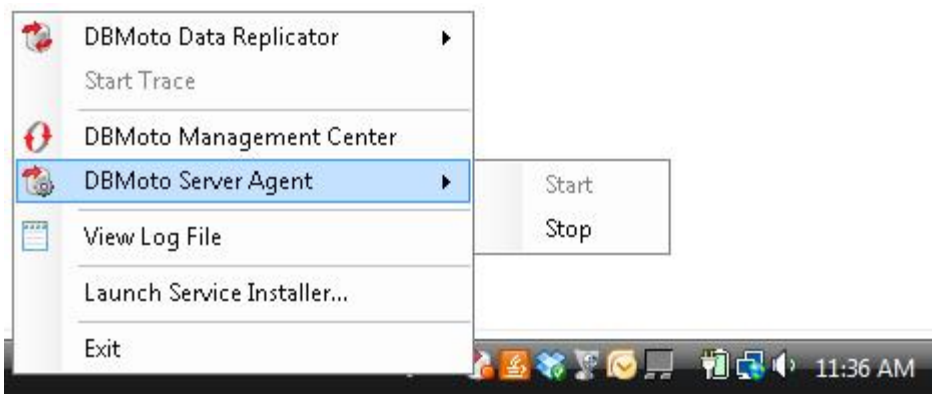 DBMoto Data Replicator
Start Trace
DBMoto Management Center
DBMoto Server Agent
Start
Stop
View Log File
Launch Service Installer...
Exit
11:36 AM